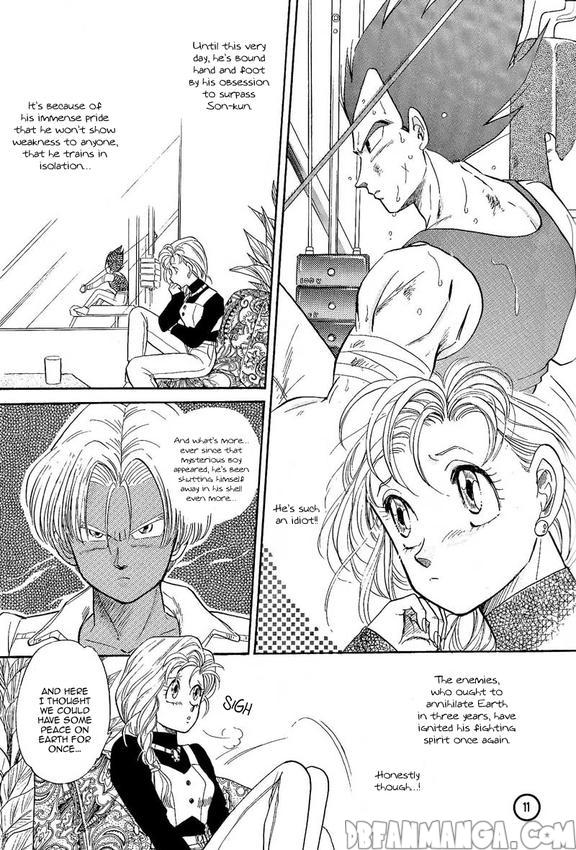 Until this very
day, he's bound
hand and foot
by his obsession
to surpass
Son-kun.
It's because of
his immense pride
that he won't show
weakness to anyone,
that he trains in
isolation...
And what's more...
ever since that
mysterious boy
appeared, he's been
shutting himself
away in his shell
even more...
He's such
an idiot!!
AND HERE
I THOUGHT
WE COULD
HAVE SOME
PEACE ON
EARTH FOR
ONCE...
SIGH
The enemies,
who ought to
annihilate Earth
in three years, have
ignited his fighting
spirit once again.
Honestly
though...!
11
DBFANMANGA.COM